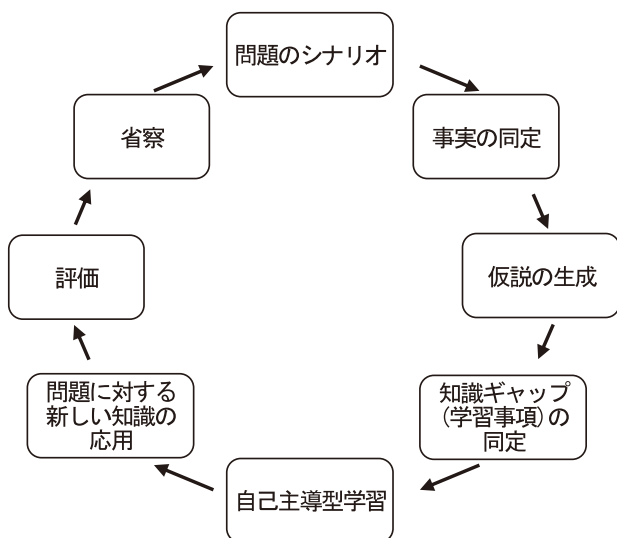 問題のシナリオ
事実の同定
仮説の生成
知識ギャップ
（学習事項）の
同定
自己主導型学習
問題に対する
新しい知識の
応用
評価
省察